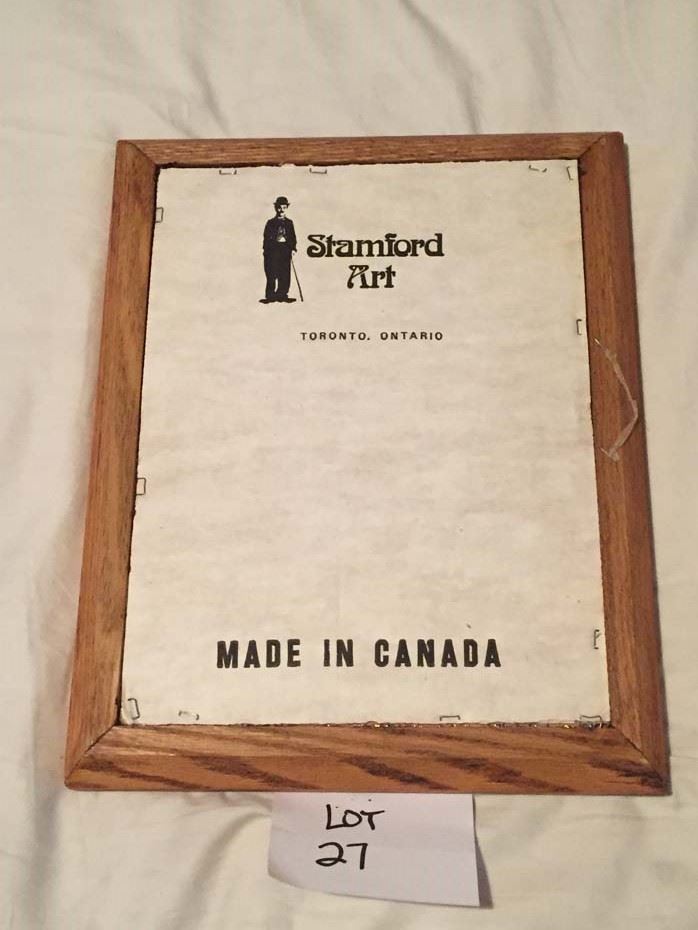 Stamford
Art
TORONTO, ONTARIO
MADE IN CANADA
LOT
27